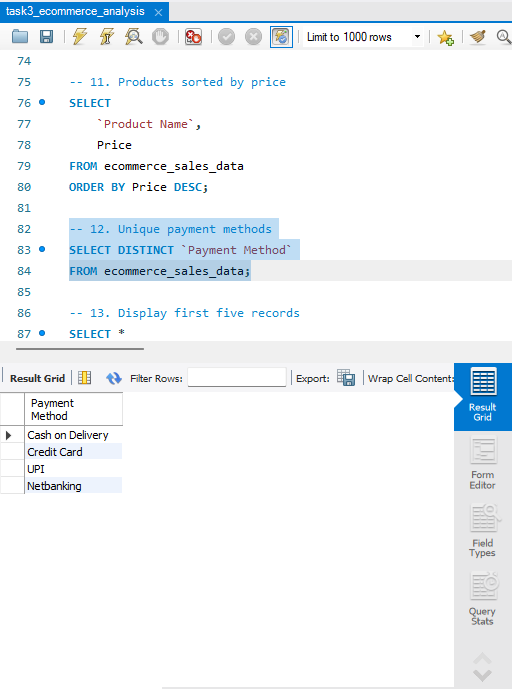 task3_ecommerce_analysis
Limit to 1000 rows
74
75 -- 11. Products sorted by price
76 SELECT
77 `Product Name`,
78 Price
79 FROM ecommerce_sales_data
80 ORDER BY Price DESC;
81
82 -- 12. Unique payment methods
83 SELECT DISTINCT `Payment Method`
84 FROM ecommerce_sales_data;
85
86 -- 13. Display first five records
87 SELECT *
Result Grid Filter Rows: Export: Wrap Cell Content:
Payment
Method
Cash on Delivery
Credit Card
UPI
Netbanking
Result
Grid
Form
Editor
Field
Types
Query
Stats